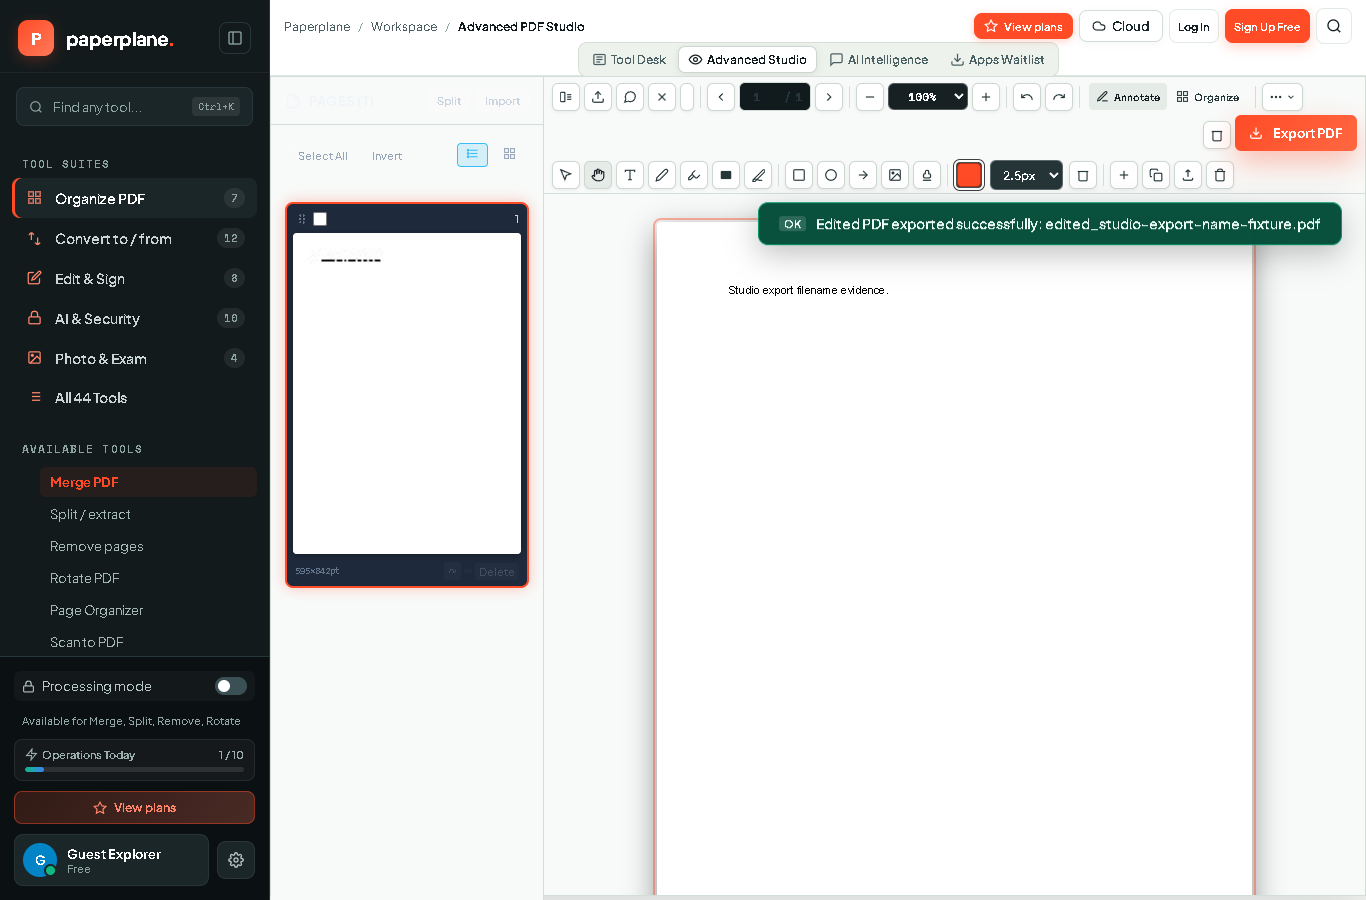 P paperplane.
Find any tool... Ctrl+K
TOOL SUITES
Organize PDF 7
Convert to / from 12
Edit & Sign 8
AI & Security 10
Photo & Exam 4
All 44 Tools
AVAILABLE TOOLS
Merge PDF
Split / extract
Remove pages
Rotate PDF
Page Organizer
Scan to PDF
Processing mode
Available for Merge, Split, Remove, Rotate
Operations Today 1 / 10
View plans
G Guest Explorer
Free
Paperplane / Workspace / Advanced PDF Studio
View plans Cloud Log In Sign Up Free
Tool Desk Advanced Studio AI Intelligence Apps Waitlist
PAGES (1) Split Import
Select All Invert
1
595×842pt Delete
1 / 1 100% Annotate Organize
Export PDF
2.5px
OK Edited PDF exported successfully: edited_studio-export-name-fixture.pdf
Studio export filename evidence.